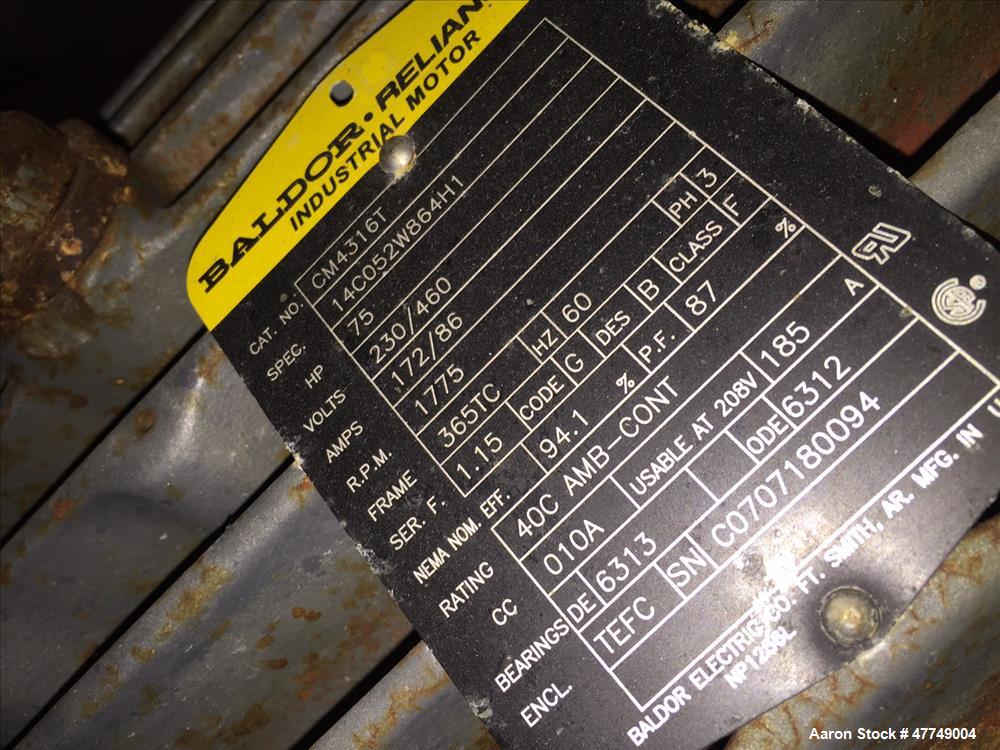 BALDOR·RELIAN
INDUSTRIAL MOTOR
CAT. NO. CM4316T
SPEC. 14C052W864H1
HP 75
VOLTS 230/460
AMPS 172/86
R.P.M. 1775 HZ 60 PH 3
FRAME 365TC DES B CLASS F
SER. F. 1.15 CODE G
NEMA NOM. EFF. 94.1 % P.F. 87 %
RATING 40C AMB-CONT
CC 010A USABLE AT 208V 185 A
BEARINGS DE 6313 ODE 6312
ENCL. TEFC SN C0707180094
BALDOR ELECTRIC CO. FT. SMITH, AR. MFG. IN
Aaron Stock # 47749004